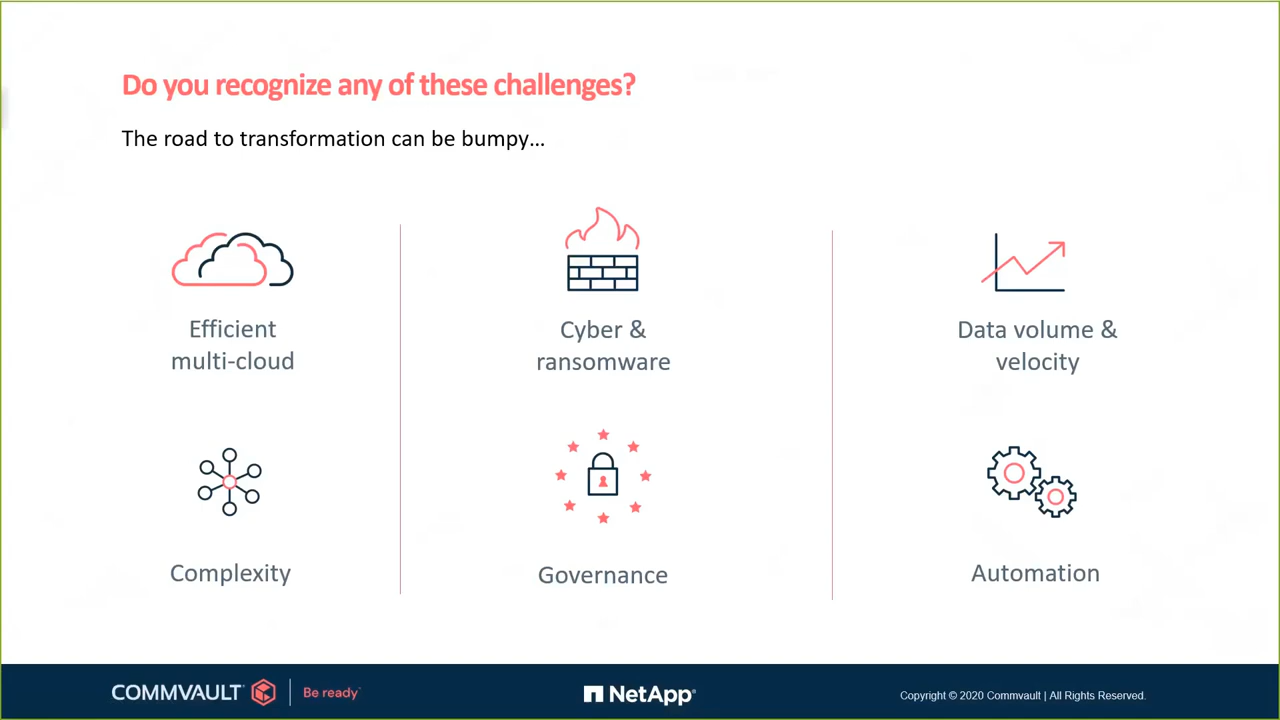 Do you recognize any of these challenges?
The road to transformation can be bumpy...
Efficient
multi-cloud
Cyber &
ransomware
Data volume &
velocity
Complexity
Governance
Automation
COMMVAULT
Be ready™
NetApp®
Copyright © 2020 Commvault | All Rights Reserved.